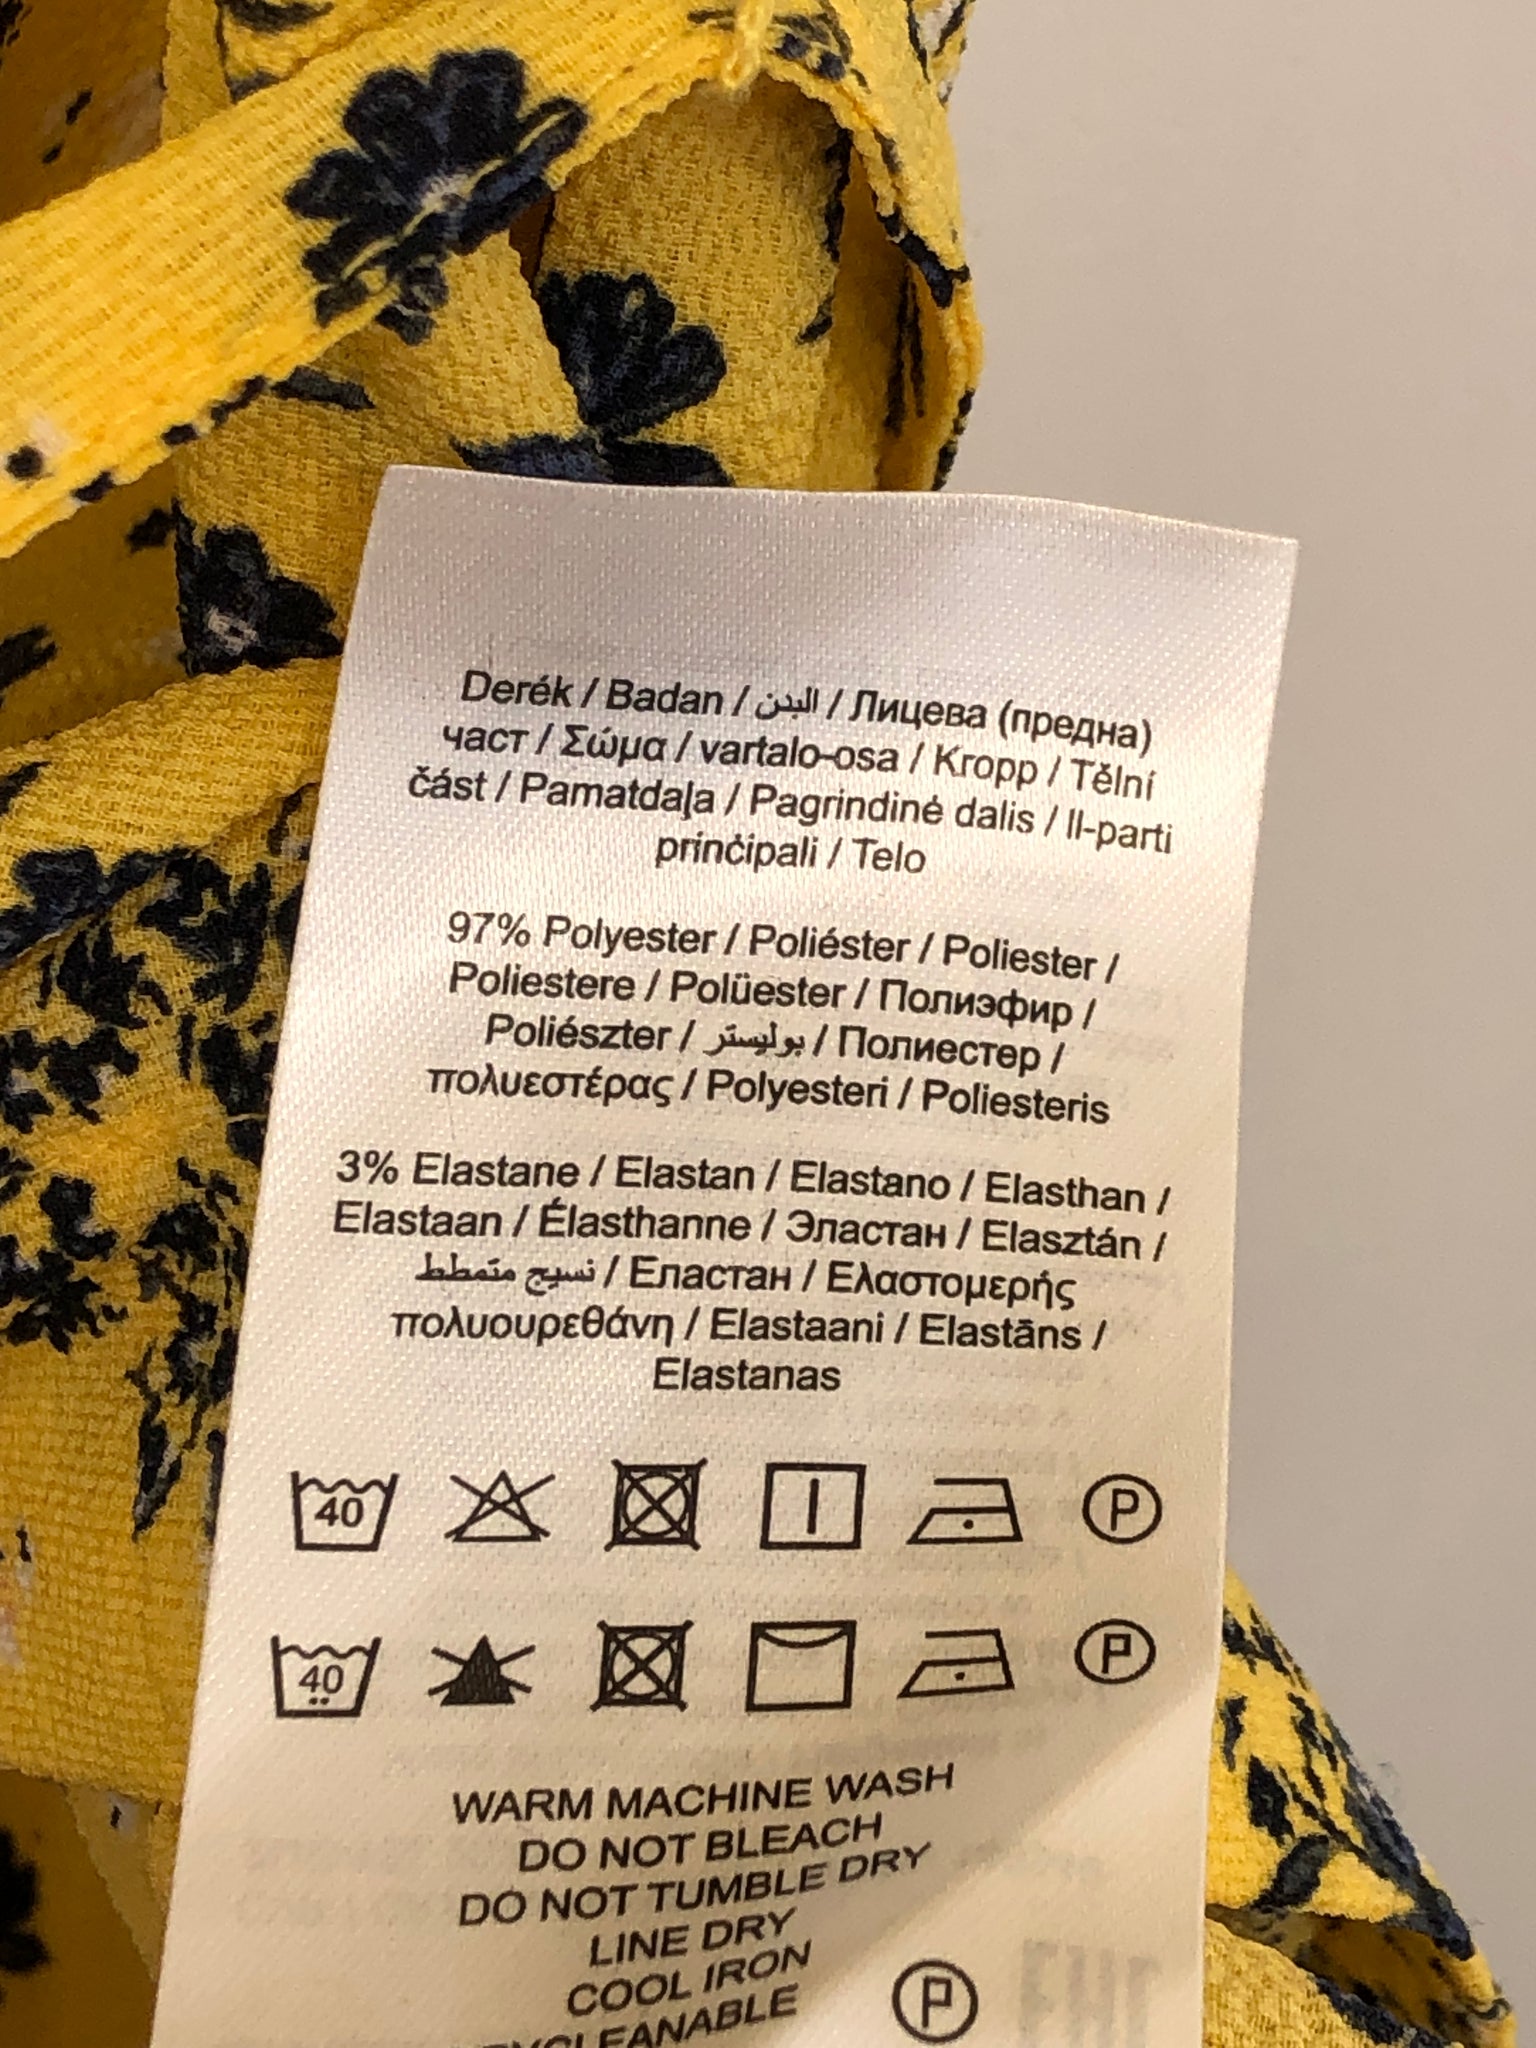 Derék / Badan / البدن / Лицева (предна)
част / Σώμα / vartalo-osa / Kropp / Tělní
část / Pamatdaļa / Pagrindinė dalis / Il-parti
prinċipali / Telo
97% Polyester / Poliéster / Poliester /
Poliestere / Polüester / Полиэфир /
Poliészter / بوليستر / Полиестер /
πολυεστέρας / Polyesteri / Poliesteris
3% Elastane / Elastan / Elastano / Elasthan /
Elastaan / Élasthanne / Эластан / Elasztán /
نسيج متمطط / Еластан / Ελαστομερής
πολυουρεθάνη / Elastaani / Elastāns /
Elastanas
40 P
40 P
WARM MACHINE WASH
DO NOT BLEACH
DO NOT TUMBLE DRY
LINE DRY
COOL IRON
P